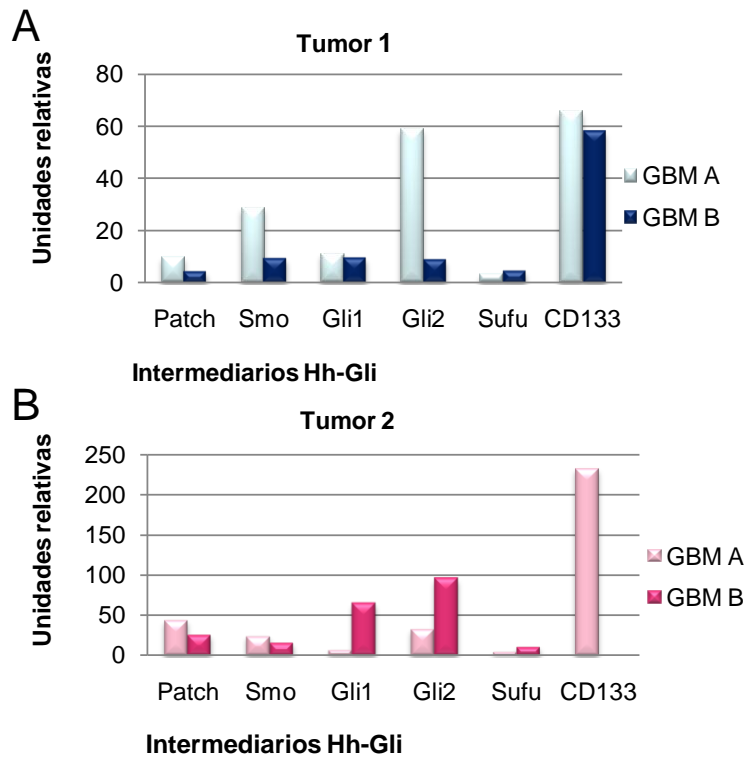 A
Tumor 1
Unidades relativas
80
60
40
20
0
Patch Smo Gli1 Gli2 Sufu CD133
GBM A
GBM B
Intermediarios Hh-Gli
B
Tumor 2
Unidades relativas
250
200
150
100
50
0
Patch Smo Gli1 Gli2 Sufu CD133
GBM A
GBM B
Intermediarios Hh-Gli